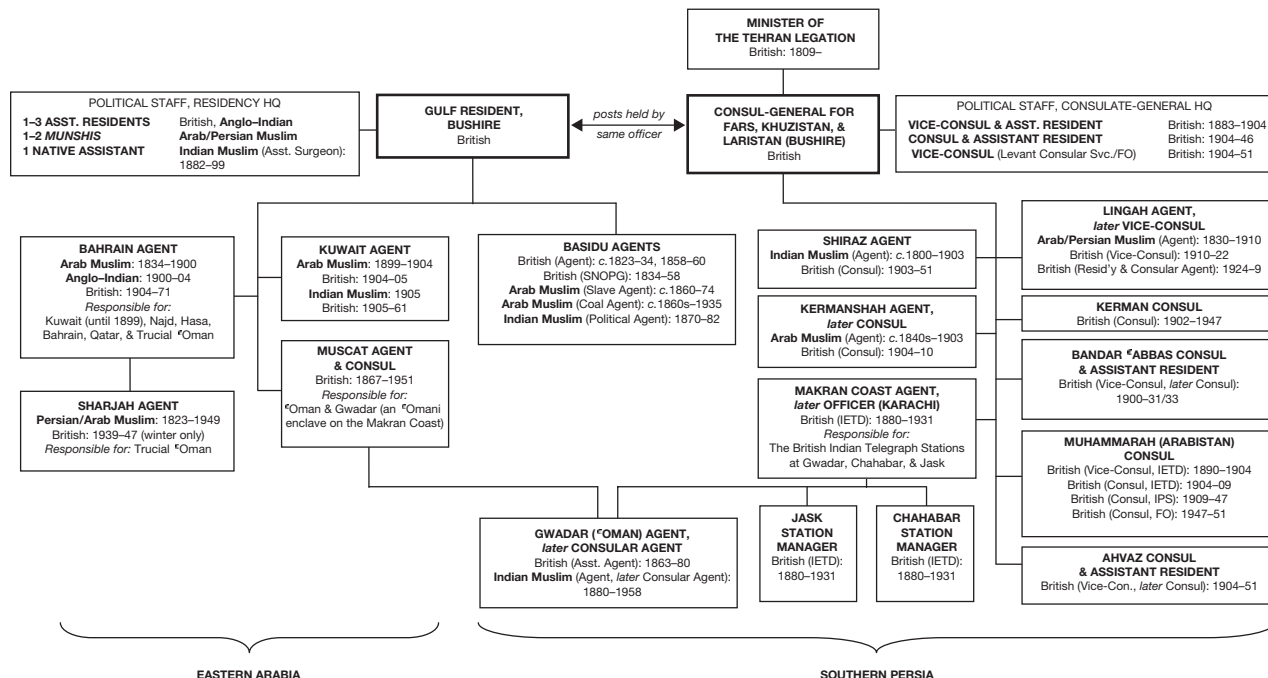 MINISTER OF
THE TEHRAN LEGATION
British: 1809–
POLITICAL STAFF, RESIDENCY HQ
1–3 ASST. RESIDENTS British, Anglo–Indian
1–2 MUNSHIS Arab/Persian Muslim
1 NATIVE ASSISTANT Indian Muslim (Asst. Surgeon):
1882–99
GULF RESIDENT,
BUSHIRE
British
posts held by
same officer
CONSUL-GENERAL FOR
FARS, KHUZISTAN, &
LARISTAN (BUSHIRE)
British
POLITICAL STAFF, CONSULATE-GENERAL HQ
VICE-CONSUL & ASST. RESIDENT British: 1883-1904
CONSUL & ASSISTANT RESIDENT British: 1904–46
VICE-CONSUL (Levant Consular Svc./FO) British: 1904–51
BAHRAIN AGENT
Arab Muslim: 1834–1900
Anglo–Indian: 1900–04
British: 1904–71
Responsible for:
Kuwait (until 1899), Najd, Hasa,
Bahrain, Qatar, & Trucial ʿOman
SHARJAH AGENT
Persian/Arab Muslim: 1823–1949
British: 1939–47 (winter only)
Responsible for: Trucial ʿOman
KUWAIT AGENT
Arab Muslim: 1899–1904
British: 1904–05
Indian Muslim: 1905
British: 1905–61
MUSCAT AGENT
& CONSUL
British: 1867–1951
Responsible for:
ʿOman & Gwadar (an ʿOmani
enclave on the Makran Coast)
BASIDU AGENTS
British (Agent): c.1823–34, 1858–60
British (SNOPG): 1834–58
Arab Muslim (Slave Agent): c.1860–74
Arab Muslim (Coal Agent): c.1860s–1935
Indian Muslim (Political Agent): 1870–82
SHIRAZ AGENT
Indian Muslim (Agent): c.1800–1903
British (Consul): 1903–51
KERMANSHAH AGENT,
later CONSUL
Arab Muslim (Agent): c.1840s–1903
British (Consul): 1904–10
MAKRAN COAST AGENT,
later OFFICER (KARACHI)
British (IETD): 1880–1931
Responsible for:
The British Indian Telegraph Stations
at Gwadar, Chahabar, & Jask
GWADAR (ʿOMAN) AGENT,
later CONSULAR AGENT
British (Asst. Agent): 1863–80
Indian Muslim (Agent, later Consular Agent):
1880–1958
JASK
STATION
MANAGER
British (IETD):
1880-1931
CHAHABAR
STATION
MANAGER
British (IETD):
1880-1931
LINGAH AGENT,
later VICE-CONSUL
Arab/Persian Muslim (Agent): 1830–1910
British (Vice-Consul): 1910–22
British (Resid'y & Consular Agent): 1924–9
KERMAN CONSUL
British (Consul): 1902–1947
BANDAR ʿABBAS CONSUL
& ASSISTANT RESIDENT
British (Vice-Consul, later Consul):
1900–31/33
MUHAMMARAH (ARABISTAN)
CONSUL
British (Vice-Consul, IETD): 1890–1904
British (Consul, IETD): 1904–09
British (Consul, IPS): 1909–47
British (Consul, FO): 1947–51
AHVAZ CONSUL
& ASSISTANT RESIDENT
British (Vice-Con., later Consul): 1904–51
EASTERN ARABIA
SOUTHERN PERSIA